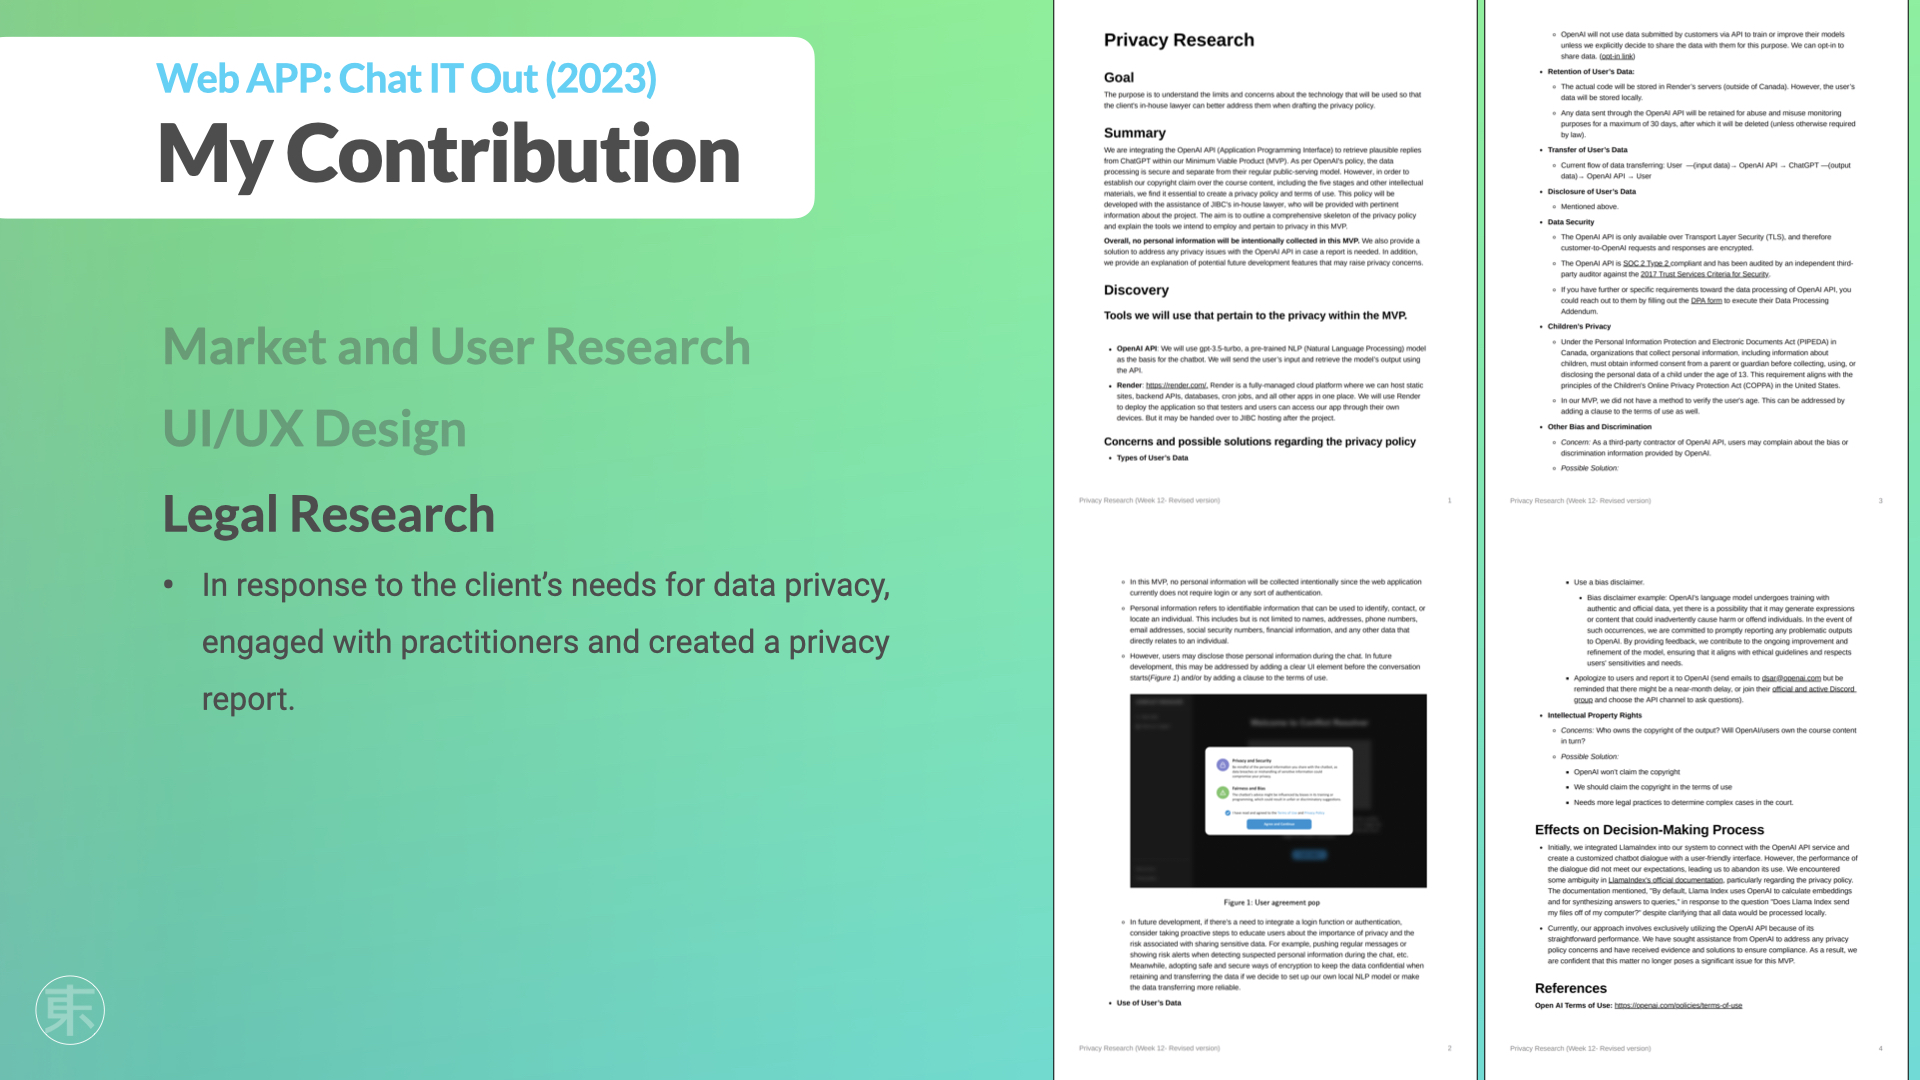 Web APP: Chat IT Out (2023)
My Contribution
Market and User Research
UI/UX Design
Legal Research
• In response to the client's needs for data privacy,
engaged with practitioners and created a privacy
report.
東
Privacy Research
Goal
The purpose is to understand the limits and concerns about the technology that will be used so that
the client's in-house lawyer can better address them when drafting the privacy policy.
Summary
We are integrating the OpenAI API (Application Programming Interface) to retrieve plausible replies
from ChatGPT within our Minimum Viable Product (MVP). As per OpenAI's policy, the data
processing is secure and separate from their regular public-serving model. However, in order to
establish our copyright claim over the course content, including the five stages and other intellectual
materials, we find it essential to create a privacy policy and terms of use. This policy will be
developed with the assistance of JIBC's in-house lawyer, who will be provided with pertinent
information about the project. The aim is to outline a comprehensive skeleton of the privacy policy
and explain the tools we intend to employ and pertain to privacy in this MVP.
Overall, no personal information will be intentionally collected in this MVP. We also provide a
solution to address any privacy issues with the OpenAI API in case a report is needed. In addition,
we provide an explanation of potential future development features that may raise privacy concerns.
Discovery
Tools we will use that pertain to the privacy within the MVP.
• OpenAI API: We will use gpt-3.5-turbo, a pre-trained NLP (Natural Language Processing) model
as the basis for the chatbot. We will send the user's input and retrieve the model's output using
the API.
• Render: https://render.com/. Render is a fully-managed cloud platform where we can host static
sites, backend APIs, databases, cron jobs, and all other apps in one place. We will use Render
to deploy the application so that testers and users can access our app through their own
devices. But it may be handed over to JIBC hosting after the project.
Concerns and possible solutions regarding the privacy policy
• Types of User's Data
Privacy Research (Week 12- Revised version) 1
◦ In this MVP, no personal information will be collected intentionally since the web application
currently does not require login or any sort of authentication.
◦ Personal information refers to identifiable information that can be used to identify, contact, or
locate an individual. This includes but is not limited to names, addresses, phone numbers,
email addresses, social security numbers, financial information, and any other data that
directly relates to an individual.
◦ However, users may disclose those personal information during the chat. In future
development, this may be addressed by adding a clear UI element before the conversation
starts(Figure 1) and/or by adding a clause to the terms of use.
Welcome to Conflict Resolver
Privacy and Security
Fairness and Bias
I have read and agreed to the Terms of Use and Privacy Policy.
Agree and Continue
Figure 1: User agreement pop
◦ In future development, if there's a need to integrate a login function or authentication,
consider taking proactive steps to educate users about the importance of privacy and the
risk associated with sharing sensitive data. For example, pushing regular messages or
showing risk alerts when detecting suspected personal information during the chat, etc.
Meanwhile, adopting safe and secure ways of encryption to keep the data confidential when
retaining and transferring the data if we decide to set up our own local NLP model or make
the data transferring more reliable.
• Use of User's Data
Privacy Research (Week 12- Revised version) 2
◦ OpenAI will not use data submitted by customers via API to train or improve their models
unless we explicitly decide to share the data with them for this purpose. We can opt-in to
share data. (opt-in link)
• Retention of User's Data:
◦ The actual code will be stored in Render's servers (outside of Canada). However, the user's
data will be stored locally.
◦ Any data sent through the OpenAI API will be retained for abuse and misuse monitoring
purposes for a maximum of 30 days, after which it will be deleted (unless otherwise required
by law).
• Transfer of User's Data
◦ Current flow of data transferring: User —(input data)→ OpenAI API → ChatGPT —(output
data)→ OpenAI API → User
• Disclosure of User's Data
◦ Mentioned above.
• Data Security
◦ The OpenAI API is only available over Transport Layer Security (TLS), and therefore
customer-to-OpenAI requests and responses are encrypted.
◦ The OpenAI API is SOC 2 Type 2 compliant and has been audited by an independent third-
party auditor against the 2017 Trust Services Criteria for Security.
◦ If you have further or specific requirements toward the data processing of OpenAI API, you
could reach out to them by filling out the DPA form to execute their Data Processing
Addendum.
• Children's Privacy
◦ Under the Personal Information Protection and Electronic Documents Act (PIPEDA) in
Canada, organizations that collect personal information, including information about
children, must obtain informed consent from a parent or guardian before collecting, using, or
disclosing the personal data of a child under the age of 13. This requirement aligns with the
principles of the Children's Online Privacy Protection Act (COPPA) in the United States.
◦ In our MVP, we did not have a method to verify the user's age. This can be addressed by
adding a clause to the terms of use as well.
• Other Bias and Discrimination
◦ Concern: As a third-party contractor of OpenAI API, users may complain about the bias or
discrimination information provided by OpenAI.
◦ Possible Solution:
Privacy Research (Week 12- Revised version) 3
▪ Use a bias disclaimer.
▪ Bias disclaimer example: OpenAI's language model undergoes training with
authentic and official data, yet there is a possibility that it may generate expressions
or content that could inadvertently cause harm or offend individuals. In the event of
such occurrences, we are committed to promptly reporting any problematic outputs
to OpenAI. By providing feedback, we contribute to the ongoing improvement and
refinement of the model, ensuring that it aligns with ethical guidelines and respects
users' sensitivities and needs.
▪ Apologize to users and report it to OpenAI (send emails to dsar@openai.com but be
reminded that there might be a near-month delay, or join their official and active Discord
group and choose the API channel to ask questions).
• Intellectual Property Rights
◦ Concerns: Who owns the copyright of the output? Will OpenAI/users own the course content
in turn?
◦ Possible Solution:
▪ OpenAI won't claim the copyright
▪ We should claim the copyright in the terms of use
▪ Needs more legal practices to determine complex cases in the court.
Effects on Decision-Making Process
• Initially, we integrated LlamaIndex into our system to connect with the OpenAI API service and
create a customized chatbot dialogue with a user-friendly interface. However, the performance of
the dialogue did not meet our expectations, leading us to abandon its use. We encountered
some ambiguity in LlamaIndex's official documentation, particularly regarding the privacy policy.
The documentation mentioned, "By default, Llama Index uses OpenAI to calculate embeddings
and for synthesizing answers to queries," in response to the question "Does Llama Index send
my files off of my computer?" despite clarifying that all data would be processed locally.
• Currently, our approach involves exclusively utilizing the OpenAI API because of its
straightforward performance. We have sought assistance from OpenAI to address any privacy
policy concerns and have received evidence and solutions to ensure compliance. As a result, we
are confident that this matter no longer poses a significant issue for this MVP.
References
Open AI Terms of Use: https://openai.com/policies/terms-of-use
Privacy Research (Week 12- Revised version) 4